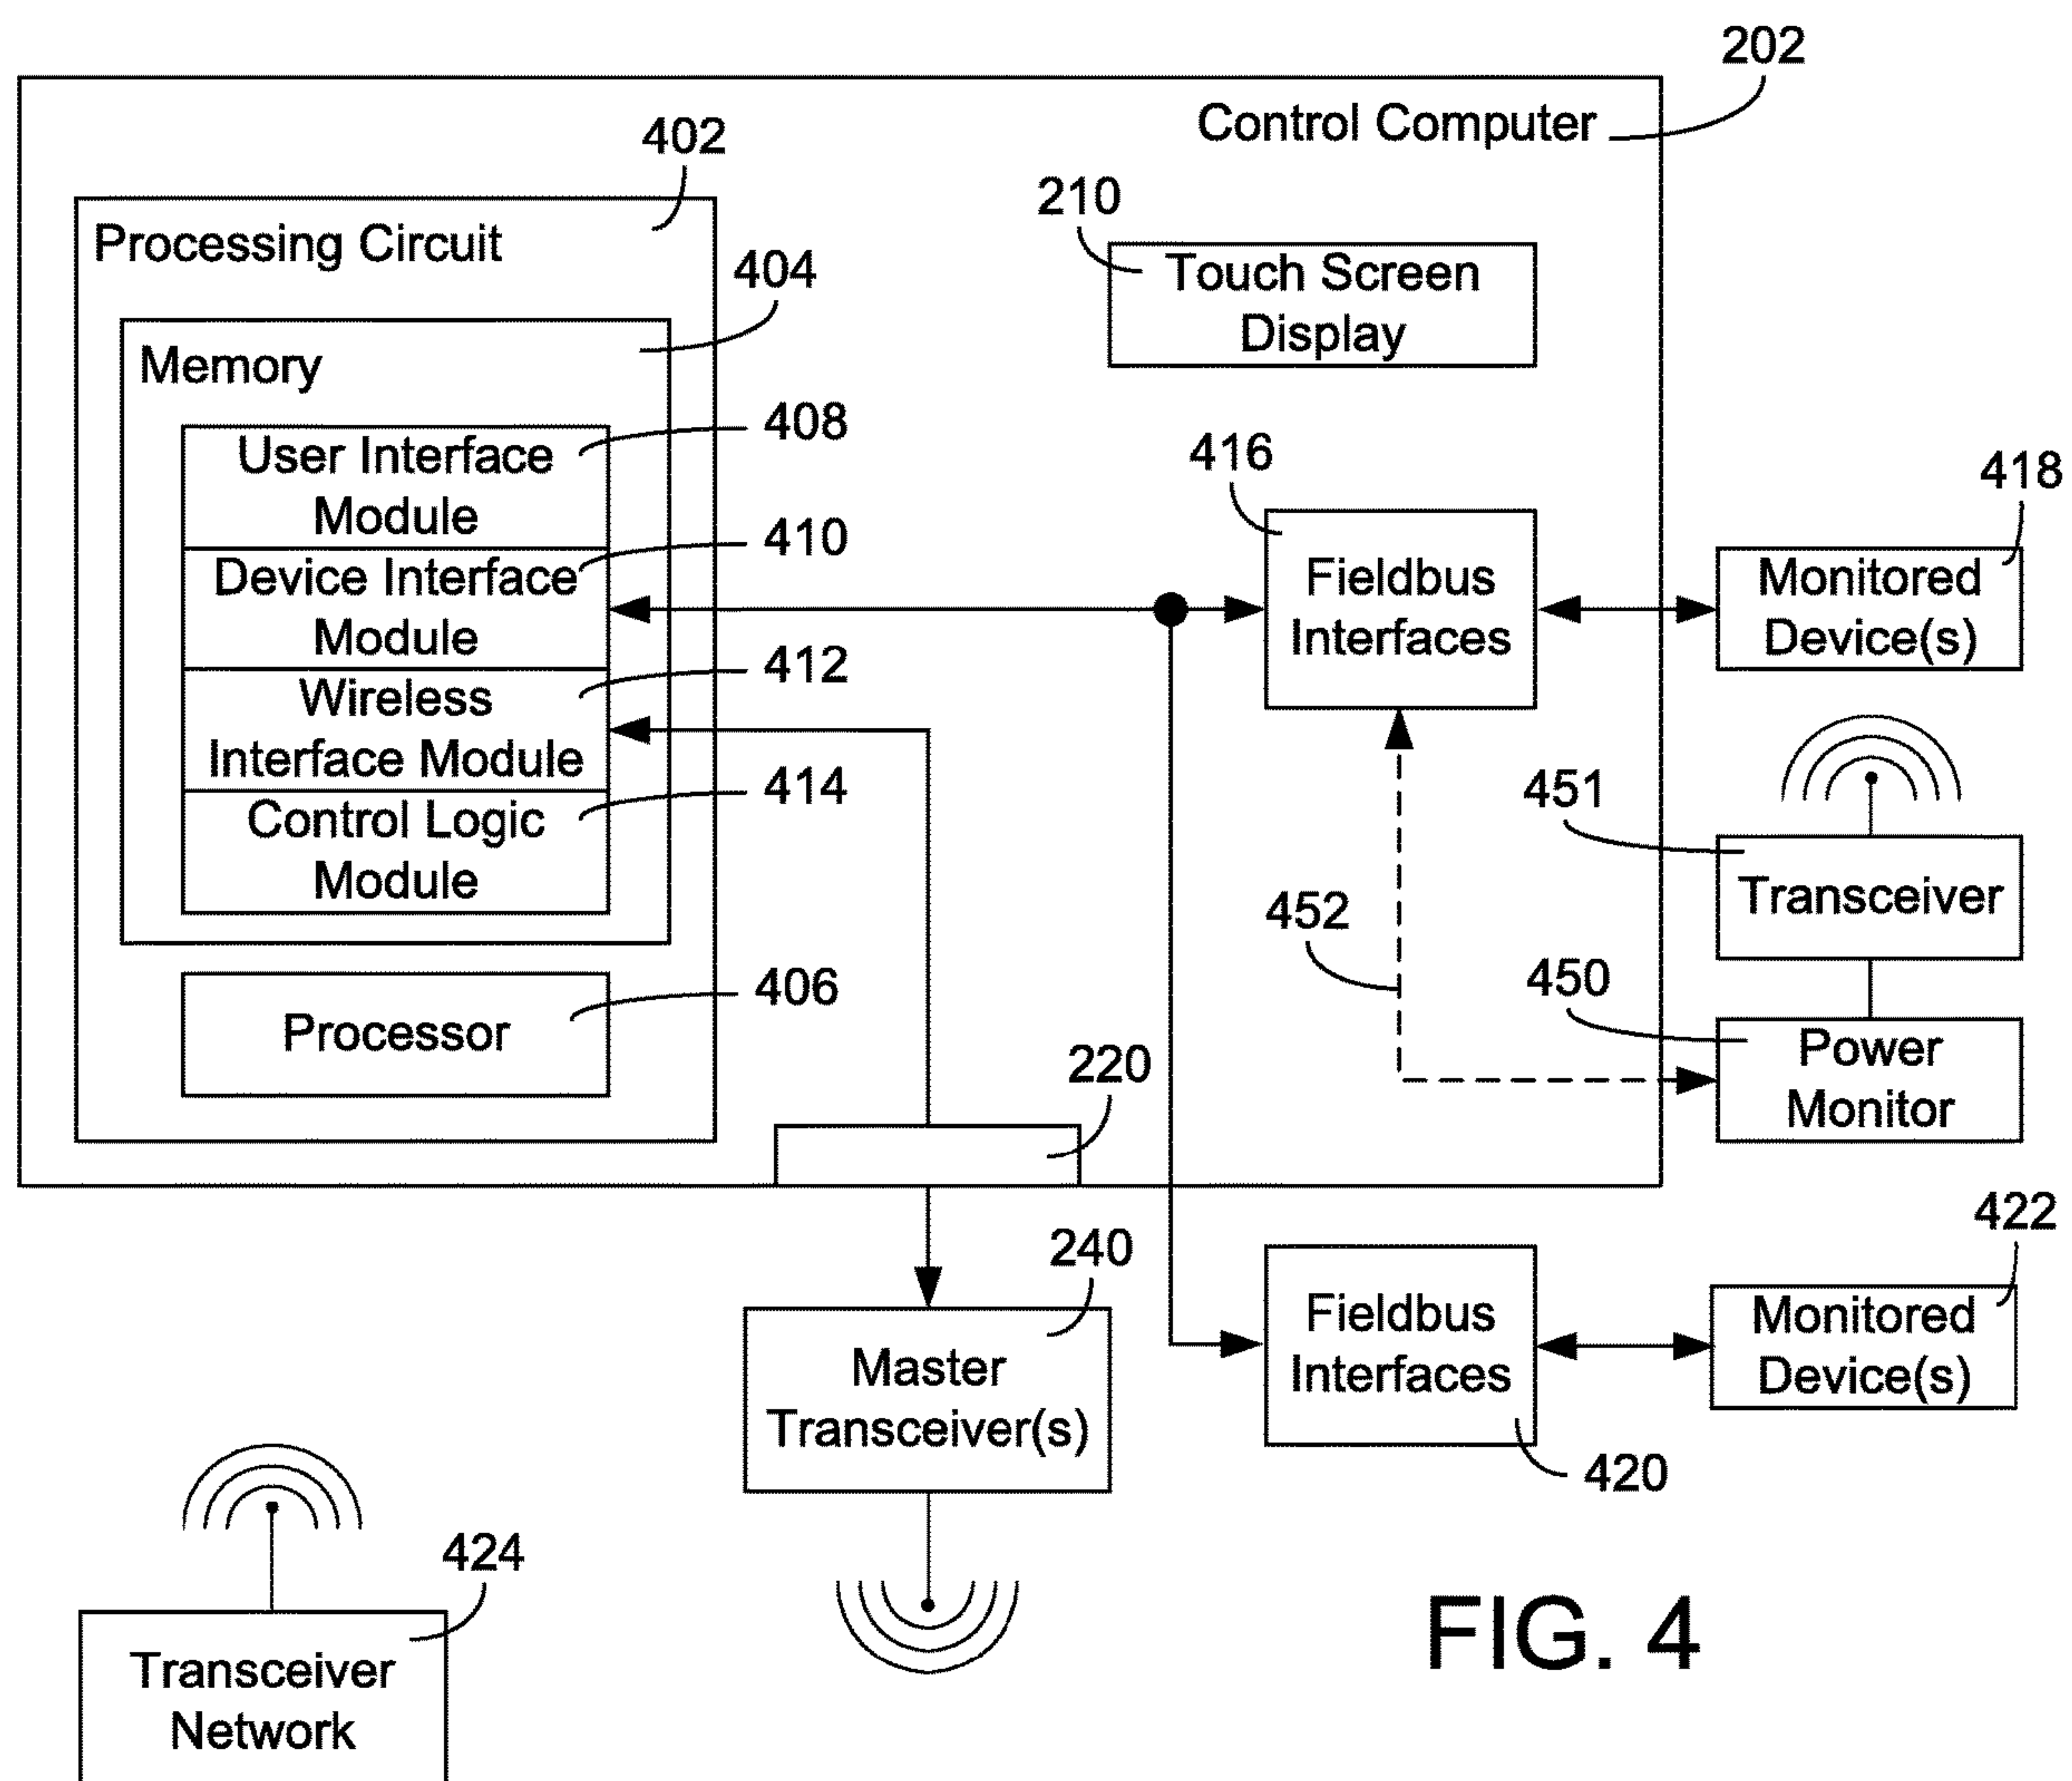 202
Control Computer
402
Processing Circuit
210
Touch Screen
Display
404
Memory
408
User Interface
Module
410
Device Interface
Module
412
Wireless
Interface Module
414
Control Logic
Module
406
Processor
416
Fieldbus
Interfaces
418
Monitored
Device(s)
451
Transceiver
452
450
Power
Monitor
220
240
Master
Transceiver(s)
Fieldbus
Interfaces
420
422
Monitored
Device(s)
424
Transceiver
Network
FIG. 4